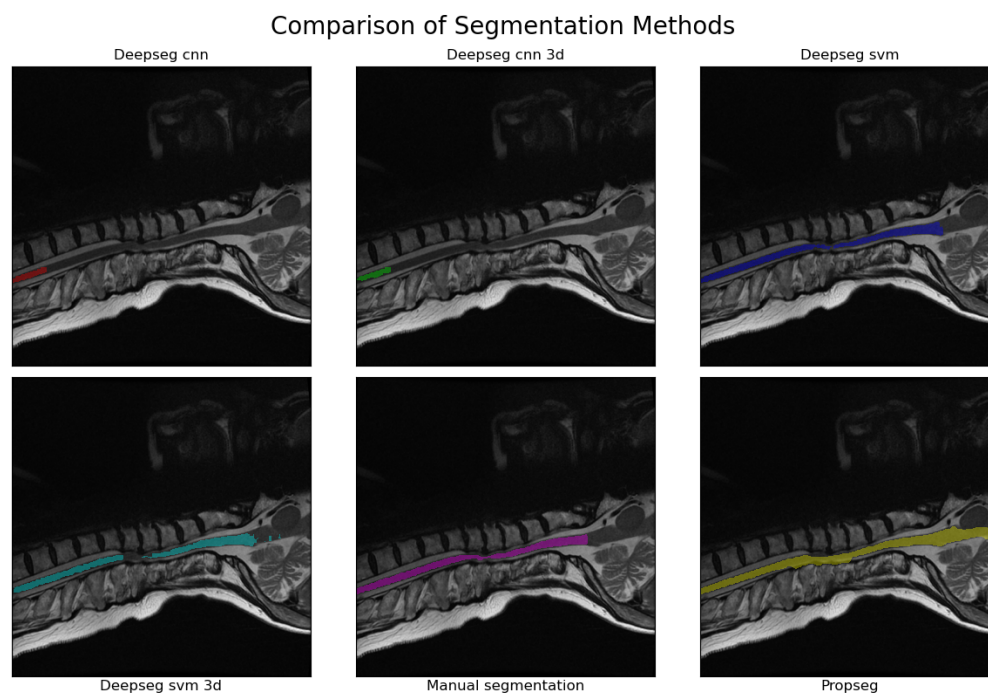 Comparison of Segmentation Methods
Deepseg cnn
Deepseg cnn 3d
Deepseg svm
Deepseg svm 3d
Manual segmentation
Propseg